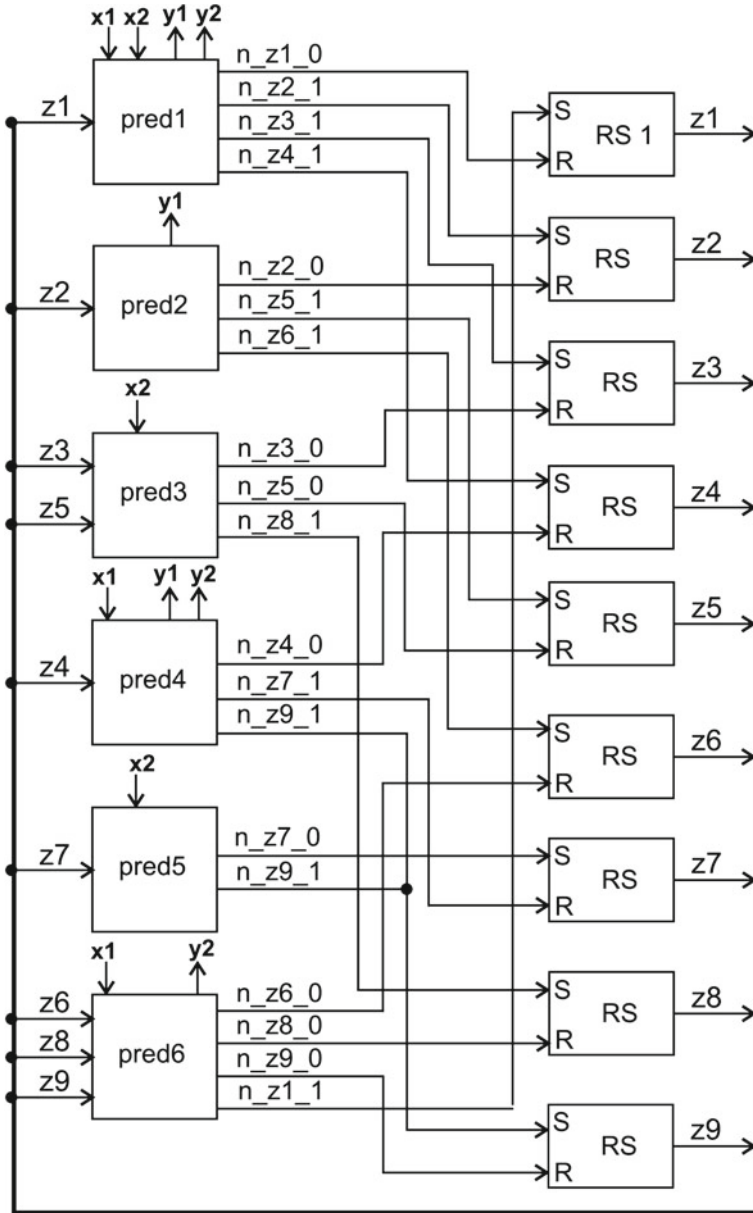 x1 x2 y1 y2
z1
pred1
n_z1_0
n_z2_1
n_z3_1
n_z4_1
S
R
RS 1
z1
y1
z2
pred2
n_z2_0
n_z5_1
n_z6_1
S
R
RS
z2
x2
z3
z5
pred3
n_z3_0
n_z5_0
n_z8_1
S
R
RS
z3
x1 y1 y2
z4
pred4
n_z4_0
n_z7_1
n_z9_1
S
R
RS
z4
S
R
RS
z5
x2
z7
pred5
n_z7_0
n_z9_1
S
R
RS
z6
S
R
RS
z7
x1 y2
z6
z8
z9
pred6
n_z6_0
n_z8_0
n_z9_0
n_z1_1
S
R
RS
z8
S
R
RS
z9